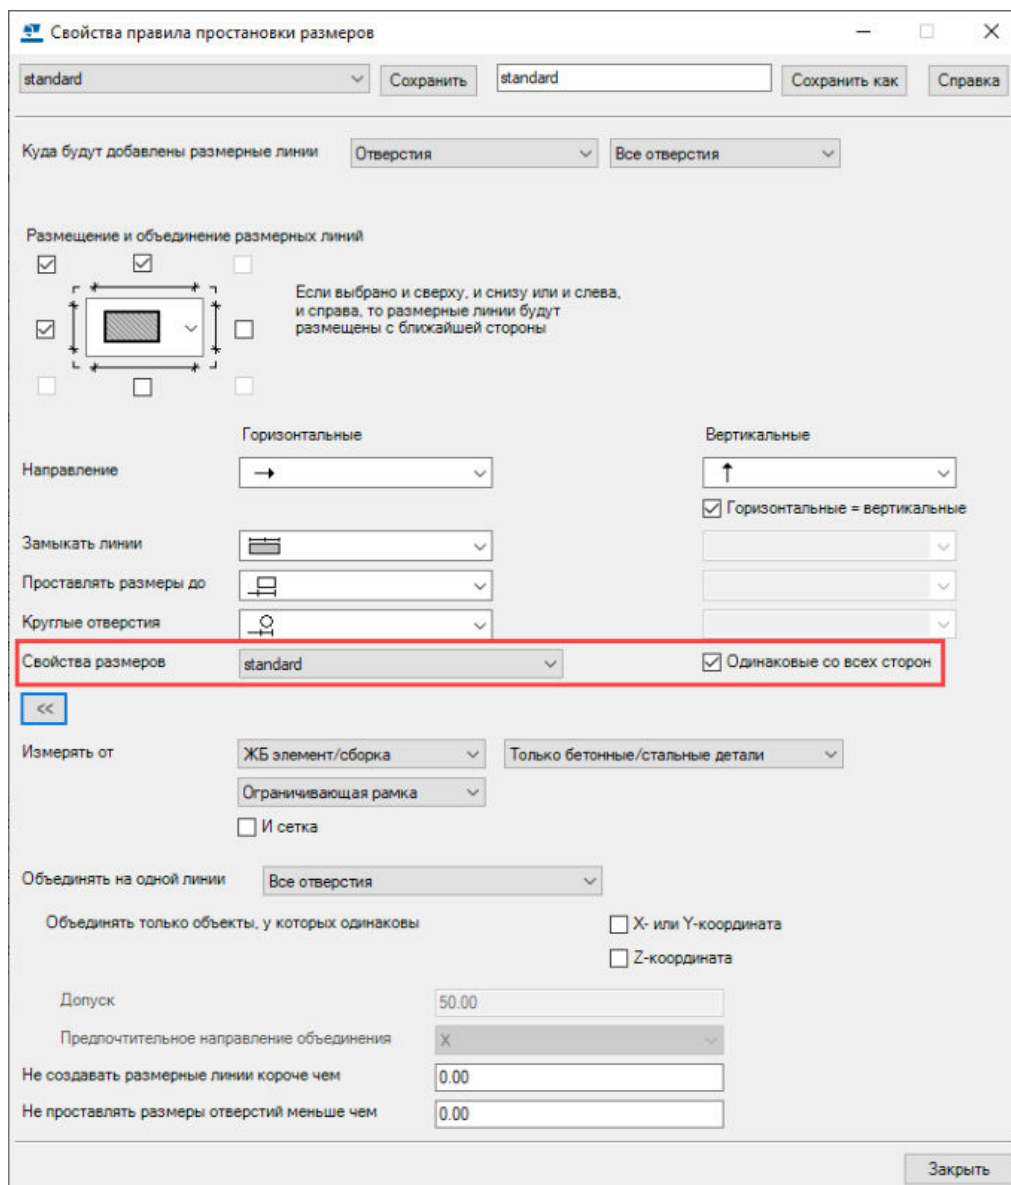 Свойства правила простановки размеров
standard Сохранить standard Сохранить как Справка
Куда будут добавлены размерные линии Отверстия Все отверстия
Размещение и объединение размерных линий
Если выбрано и сверху, и снизу или и слева,
и справа, то размерные линии будут
размещены с ближайшей стороны
Горизонтальные Вертикальные
Направление
Горизонтальные = вертикальные
Замыкать линии
Проставлять размеры до
Круглые отверстия
Свойства размеров standard Одинаковые со всех сторон
<<
Измерять от ЖБ элемент/сборка Только бетонные/стальные детали
Ограничивающая рамка
И сетка
Объединять на одной линии Все отверстия
Объединять только объекты, у которых одинаковы X- или Y-координата
Z-координата
Допуск 50.00
Предпочтительное направление объединения X
Не создавать размерные линии короче чем 0.00
Не проставлять размеры отверстий меньше чем 0.00
Закрыть